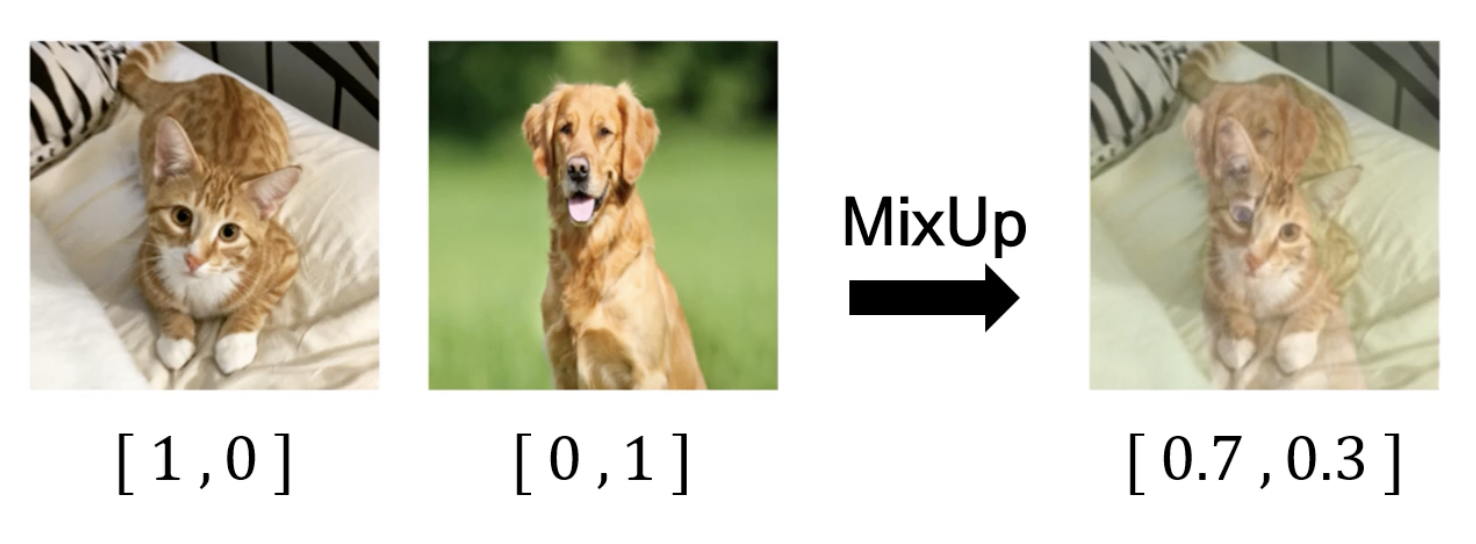 MixUp
[ 1 , 0 ]
[ 0 , 1 ]
[ 0.7 , 0.3 ]